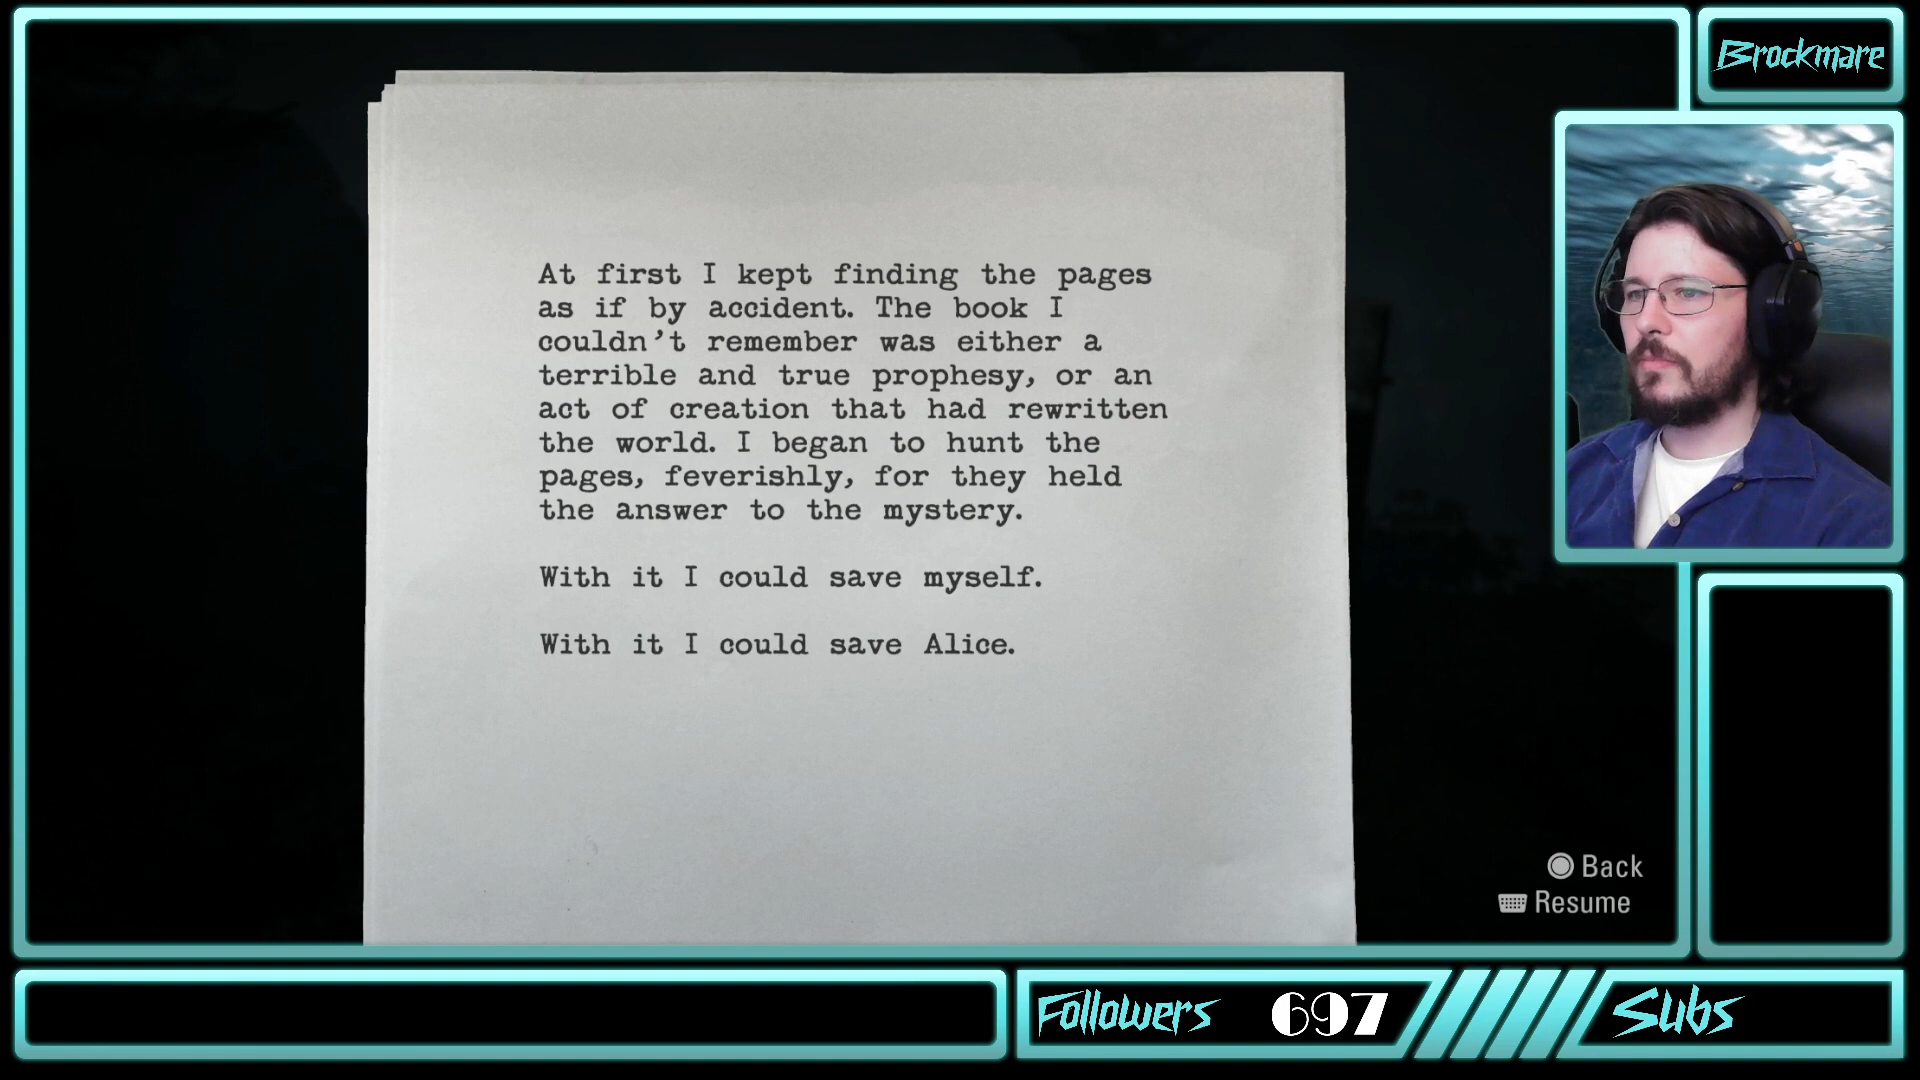 Brockmare
At first I kept finding the pages
as if by accident. The book I
couldn't remember was either a
terrible and true prophesy, or an
act of creation that had rewritten
the world. I began to hunt the
pages, feverishly, for they held
the answer to the mystery.
With it I could save myself.
With it I could save Alice.
Back
Resume
Followers 697
Subs